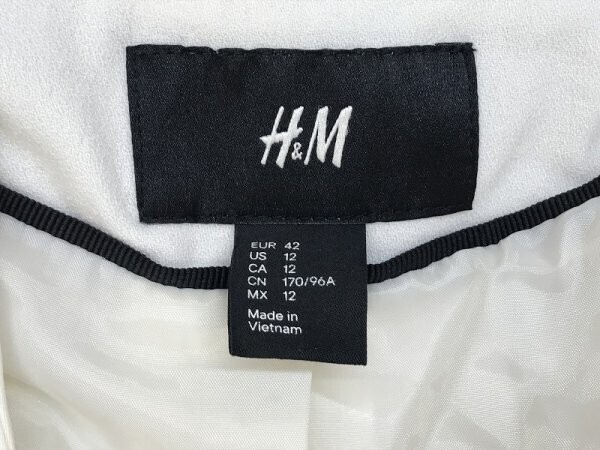 H&M
EUR 42
US 12
CA 12
CN 170/96A
MX 12
Made in
Vietnam